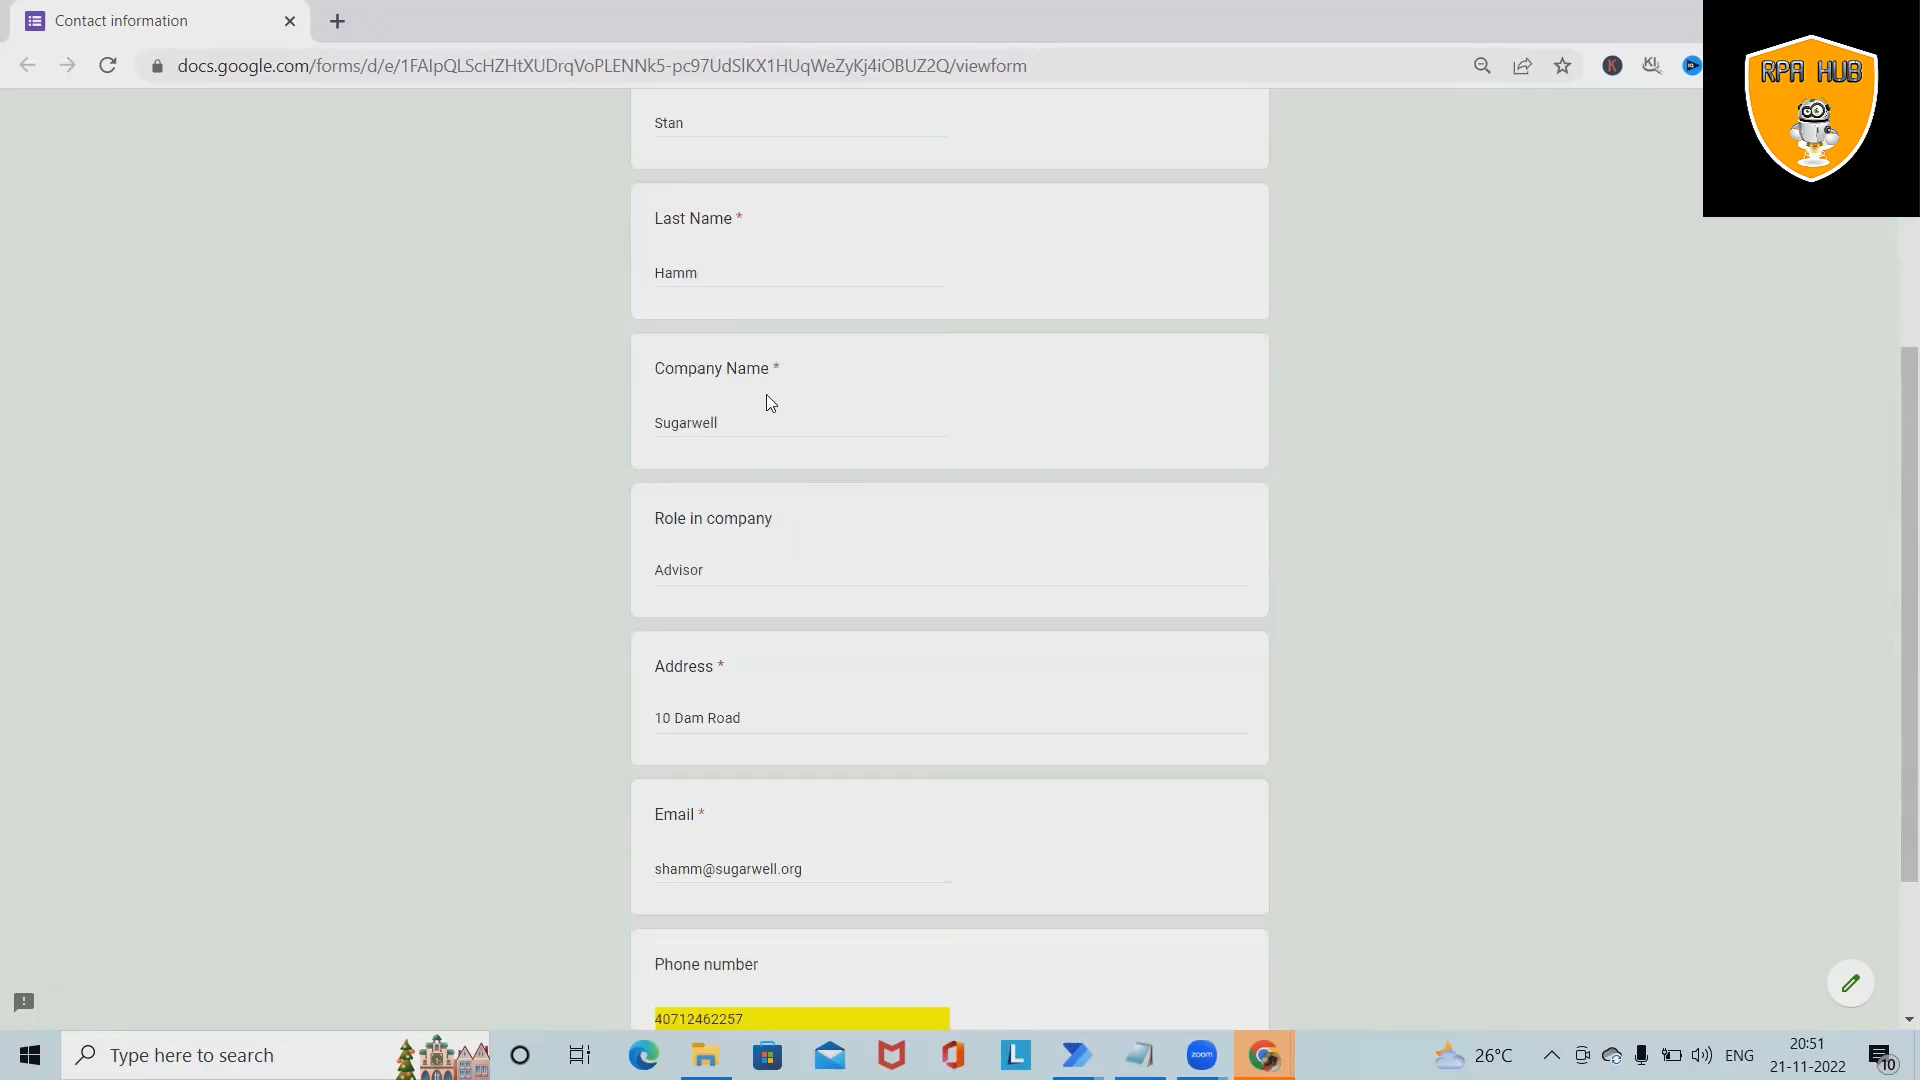 Contact information
docs.google.com/forms/d/e/1FAIpQLScHZHtXUDrqVoPLENNk5-pc97UdSlKX1HUqWeZyKj4iOBUZ2Q/viewform
RPA HUB
Stan
Last Name *
Hamm
Company Name *
Sugarwell
Role in company
Advisor
Address *
10 Dam Road
Email *
shamm@sugarwell.org
Phone number
40712462257
Type here to search
zoom
26°C
ENG
20:51
21-11-2022
10